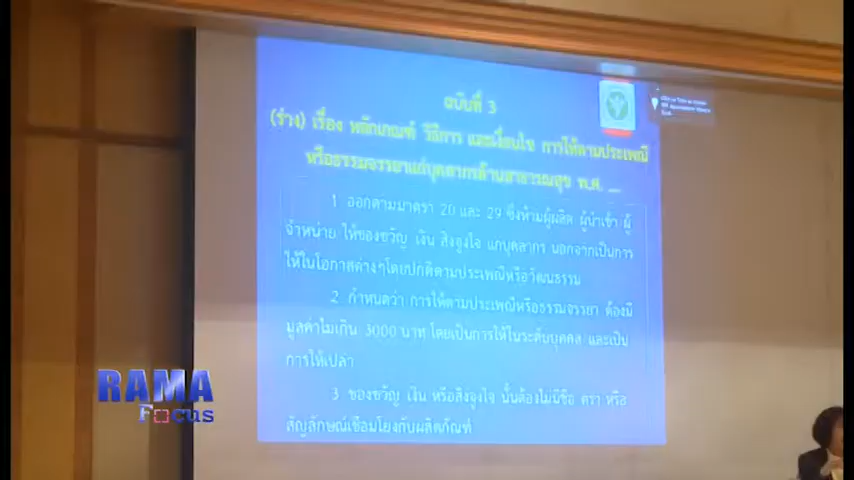 ฉบับที่ 3
(ร่าง) เรื่อง หลักเกณฑ์ วิธีการ และเงื่อนไข การให้ตามประเพณี
หรือธรรมจรรยาแก่บุคลากรด้านสาธารณสุข พ.ศ. ...
1 ออกตามมาตรา 20 และ 29 ซึ่งห้ามผู้ผลิต ผู้นำเข้า ผู้
จำหน่าย ให้ของขวัญ เงิน สิ่งจูงใจ แก่บุคลากร นอกจากเป็นการ
ให้ในโอกาสต่างๆโดยปกติตามประเพณีหรือวัฒนธรรม
2 กำหนดว่า การให้ตามประเพณีหรือธรรมจรรยา ต้องมี
มูลค่าไม่เกิน 3000 บาท โดยเป็นการให้ในระดับบุคคล และเป็น
การให้เปล่า
3 ของขวัญ เงิน หรือสิ่งจูงใจ นั้นต้องไม่มีชื่อ ตรา หรือ
สัญลักษณ์เชื่อมโยงกับผลิตภัณฑ์
RAMA
Focus